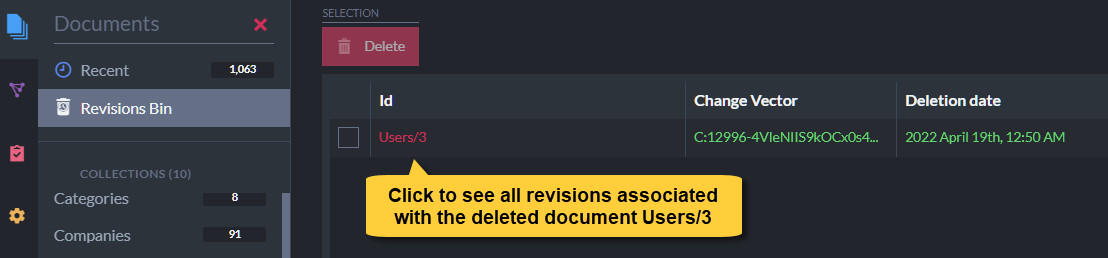 Documents
SELECTION
Delete
Recent 1,063
Revisions Bin
Id Change Vector Deletion date
Users/3 C:12996-4VIeNIIS9kOCx0s4... 2022 April 19th, 12:50 AM
COLLECTIONS (10)
Categories 8
Companies 91
Click to see all revisions associated
with the deleted document Users/3